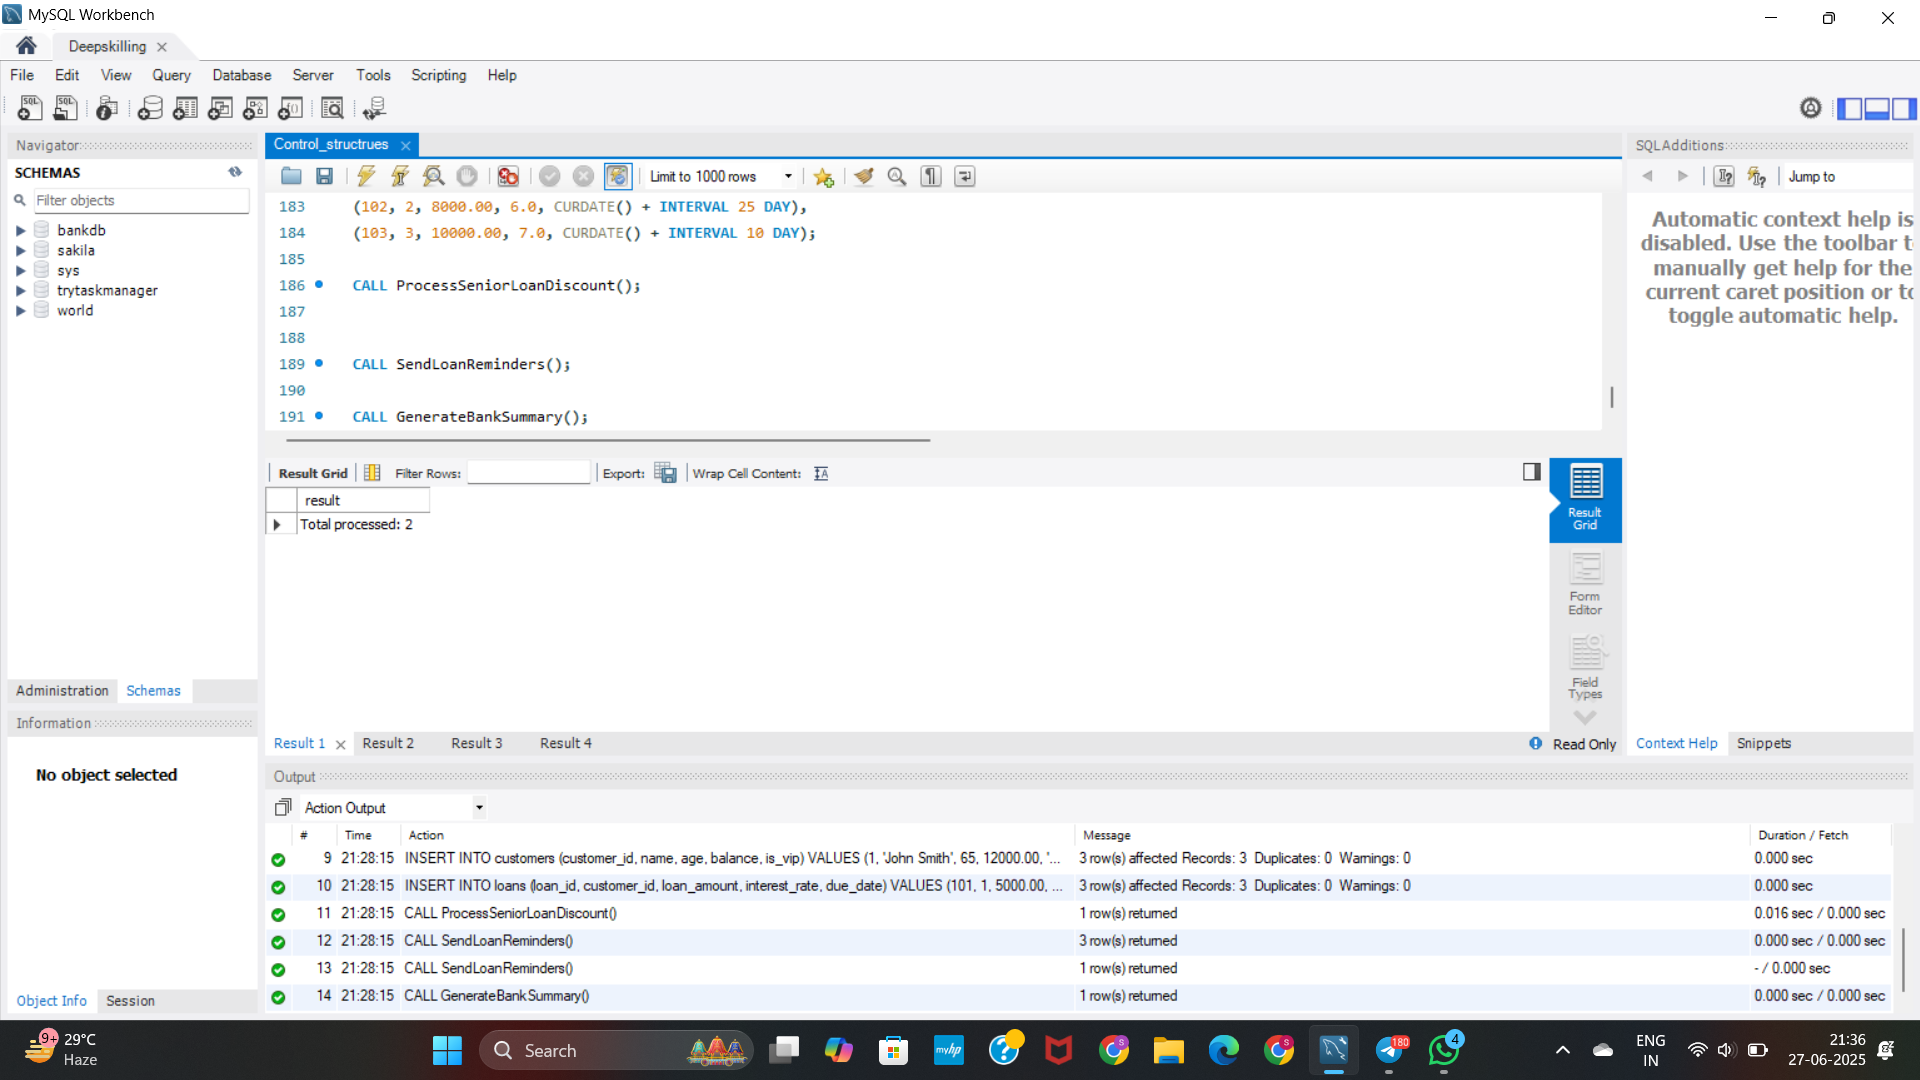 MySQL Workbench
Deepskilling
File Edit View Query Database Server Tools Scripting Help
Navigator
SCHEMAS
Filter objects
bankdb
sakila
sys
trytaskmanager
world
Administration Schemas
Information
No object selected
Object Info Session
Control_structrues
Limit to 1000 rows
183 (102, 2, 8000.00, 6.0, CURDATE() + INTERVAL 25 DAY),
184 (103, 3, 10000.00, 7.0, CURDATE() + INTERVAL 10 DAY);
185
186 CALL ProcessSeniorLoanDiscount();
187
188
189 CALL SendLoanReminders();
190
191 CALL GenerateBankSummary();
Result Grid Filter Rows: Export: Wrap Cell Content:
result
Total processed: 2
Result Grid
Form Editor
Field Types
Result 1 Result 2 Result 3 Result 4 Read Only
SQLAdditions
Jump to
Automatic context help is
disabled. Use the toolbar t
manually get help for the
current caret position or to
toggle automatic help.
Context Help Snippets
Output
Action Output
# Time Action Message Duration / Fetch
9 21:28:15 INSERT INTO customers (customer_id, name, age, balance, is_vip) VALUES (1, 'John Smith', 65, 12000.00, '... 3 row(s) affected Records: 3 Duplicates: 0 Warnings: 0 0.000 sec
10 21:28:15 INSERT INTO loans (loan_id, customer_id, loan_amount, interest_rate, due_date) VALUES (101, 1, 5000.00, ... 3 row(s) affected Records: 3 Duplicates: 0 Warnings: 0 0.000 sec
11 21:28:15 CALL ProcessSeniorLoanDiscount() 1 row(s) returned 0.016 sec / 0.000 sec
12 21:28:15 CALL SendLoanReminders() 3 row(s) returned 0.000 sec / 0.000 sec
13 21:28:15 CALL SendLoanReminders() 1 row(s) returned - / 0.000 sec
14 21:28:15 CALL GenerateBankSummary() 1 row(s) returned 0.000 sec / 0.000 sec
9+ 29°C
Haze
Search
myhp
180
4
ENG
IN
21:36
27-06-2025